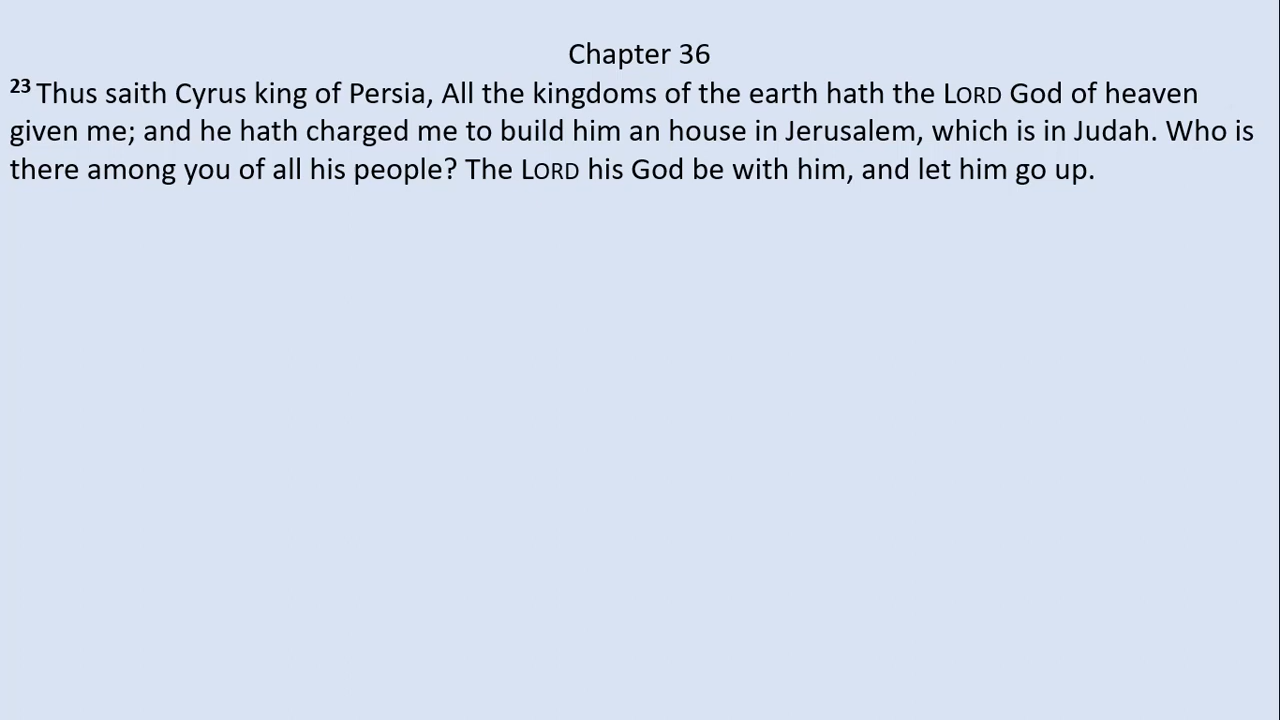 Chapter 36
23 Thus saith Cyrus king of Persia, All the kingdoms of the earth hath the LORD God of heaven
given me; and he hath charged me to build him an house in Jerusalem, which is in Judah. Who is
there among you of all his people? The LORD his God be with him, and let him go up.